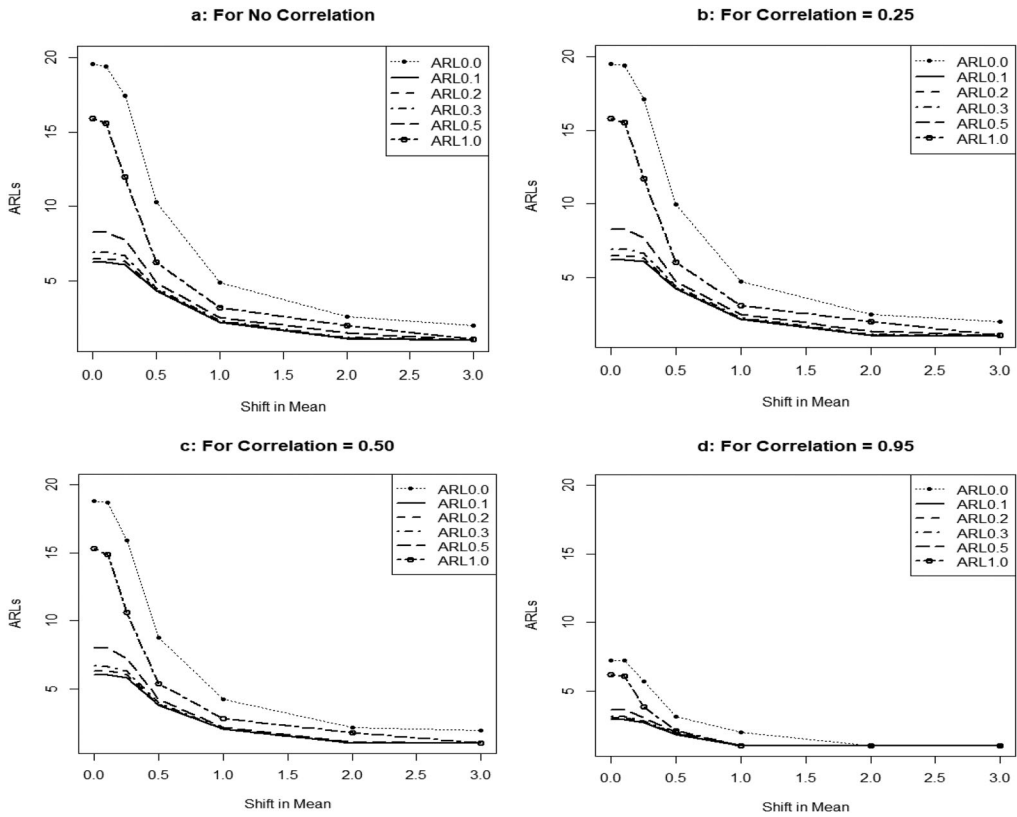 a: For No Correlation
ARLs
20
15
10
5
ARL0.0
ARL0.1
ARL0.2
ARL0.3
ARL0.5
ARL1.0
0.0 0.5 1.0 1.5 2.0 2.5 3.0
Shift in Mean
b: For Correlation = 0.25
ARLs
20
15
10
5
ARL0.0
ARL0.1
ARL0.2
ARL0.3
ARL0.5
ARL1.0
0.0 0.5 1.0 1.5 2.0 2.5 3.0
Shift in Mean
c: For Correlation = 0.50
ARLs
20
15
10
5
ARL0.0
ARL0.1
ARL0.2
ARL0.3
ARL0.5
ARL1.0
0.0 0.5 1.0 1.5 2.0 2.5 3.0
Shift in Mean
d: For Correlation = 0.95
ARLs
20
15
10
5
ARL0.0
ARL0.1
ARL0.2
ARL0.3
ARL0.5
ARL1.0
0.0 0.5 1.0 1.5 2.0 2.5 3.0
Shift in Mean